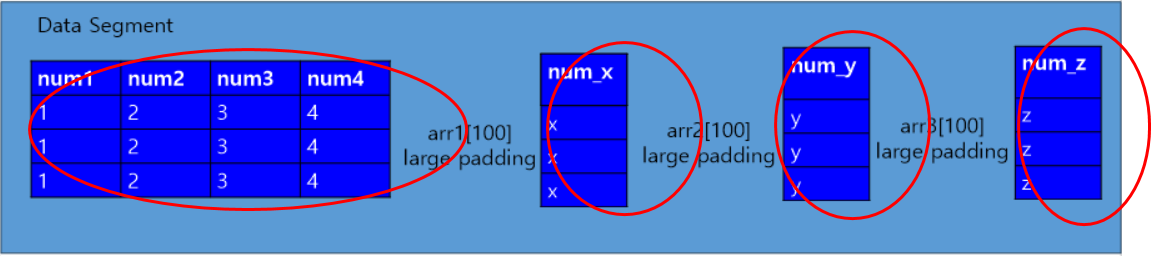 Data Segment
num1 num2 num3 num4
1 2 3 4
1 2 3 4
1 2 3 4
arr1[100]
large padding
num_x
x
x
x
arr2[100]
large padding
num_y
y
y
y
arr3[100]
large padding
num_z
z
z
z